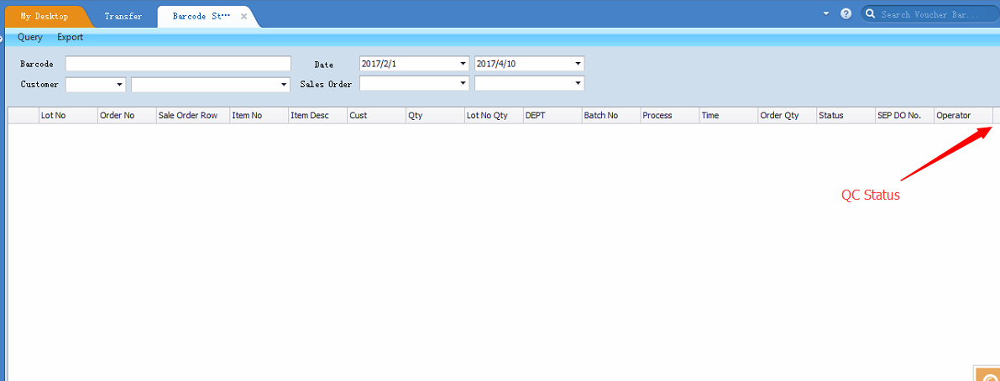 My Desktop Transfer Barcode St... Search Voucher Bar...
Query Export
Barcode Date 2017/2/1 2017/4/10
Customer Sales Order
Lot No Order No Sale Order Row Item No Item Desc Cust Qty Lot No Qty DEPT Batch No Process Time Order Qty Status SEP DO No. Operator
QC Status